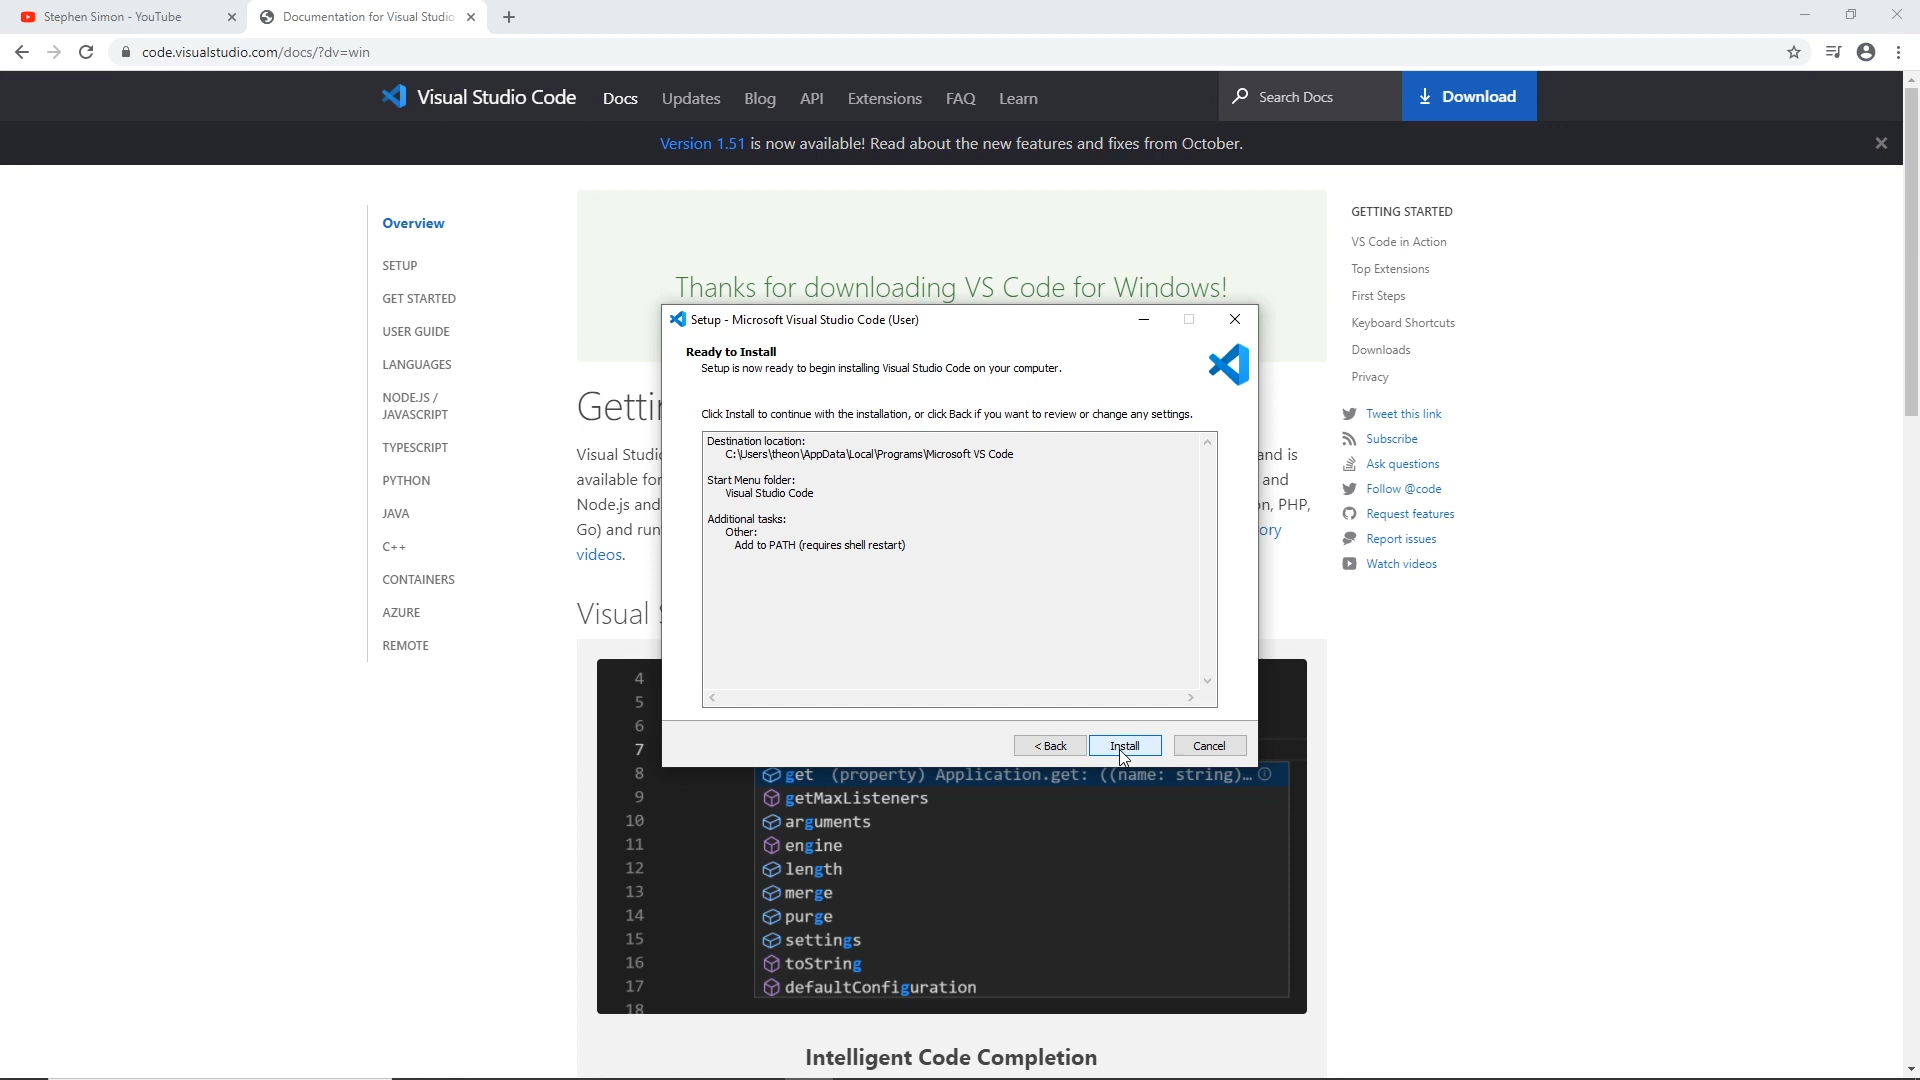 Stephen Simon - YouTube
Documentation for Visual Studio
code.visualstudio.com/docs/?dv=win
Visual Studio Code
Docs
Updates
Blog
API
Extensions
FAQ
Learn
Search Docs
Download
Version 1.51 is now available! Read about the new features and fixes from October.
Overview
SETUP
GET STARTED
USER GUIDE
LANGUAGES
NODE.JS /
JAVASCRIPT
TYPESCRIPT
PYTHON
JAVA
C++
CONTAINERS
AZURE
REMOTE
Thanks for downloading VS Code for Windows!
Setup - Microsoft Visual Studio Code (User)
Ready to Install
Setup is now ready to begin installing Visual Studio Code on your computer.
Click Install to continue with the installation, or click Back if you want to review or change any settings.
Destination location:
C:\Users\theon\AppData\Local\Programs\Microsoft VS Code
Start Menu folder:
Visual Studio Code
Additional tasks:
Other:
Add to PATH (requires shell restart)
< Back
Install
Cancel
Visual and is
available for and
Node.js and PHP,
Go) and
videos.
Visual
4
5
6
7
8
9
10
11
12
13
14
15
16
17
18
get (property) Application.get: ((name: string)...
getMaxListeners
arguments
engine
length
merge
purge
settings
toString
defaultConfiguration
Intelligent Code Completion
GETTING STARTED
VS Code in Action
Top Extensions
First Steps
Keyboard Shortcuts
Downloads
Privacy
Tweet this link
Subscribe
Ask questions
Follow @code
Request features
Report issues
Watch videos